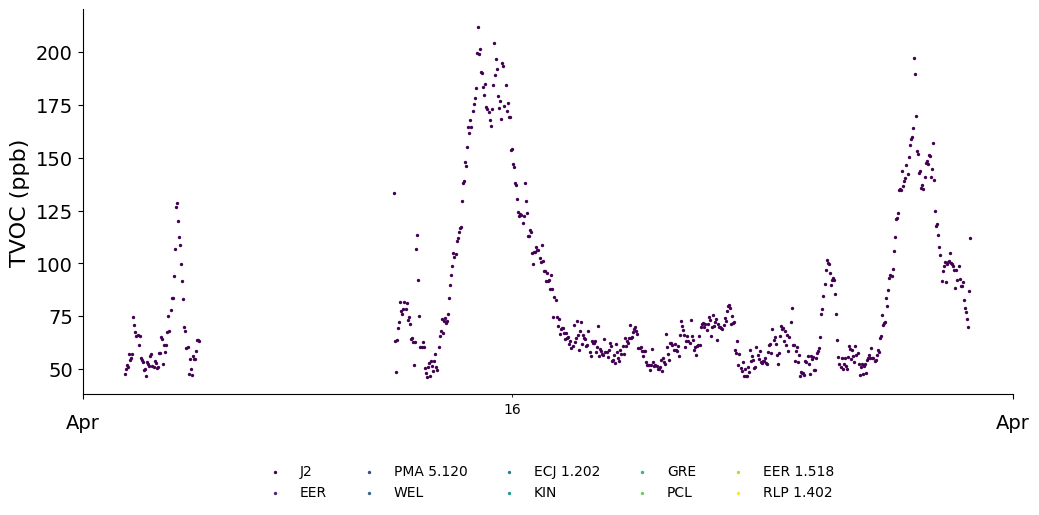 200
175
150
125
100
75
50
TVOC (ppb)
16
Apr Apr
J2 PMA 5.120 ECJ 1.202 GRE EER 1.518
EER WEL KIN PCL RLP 1.402